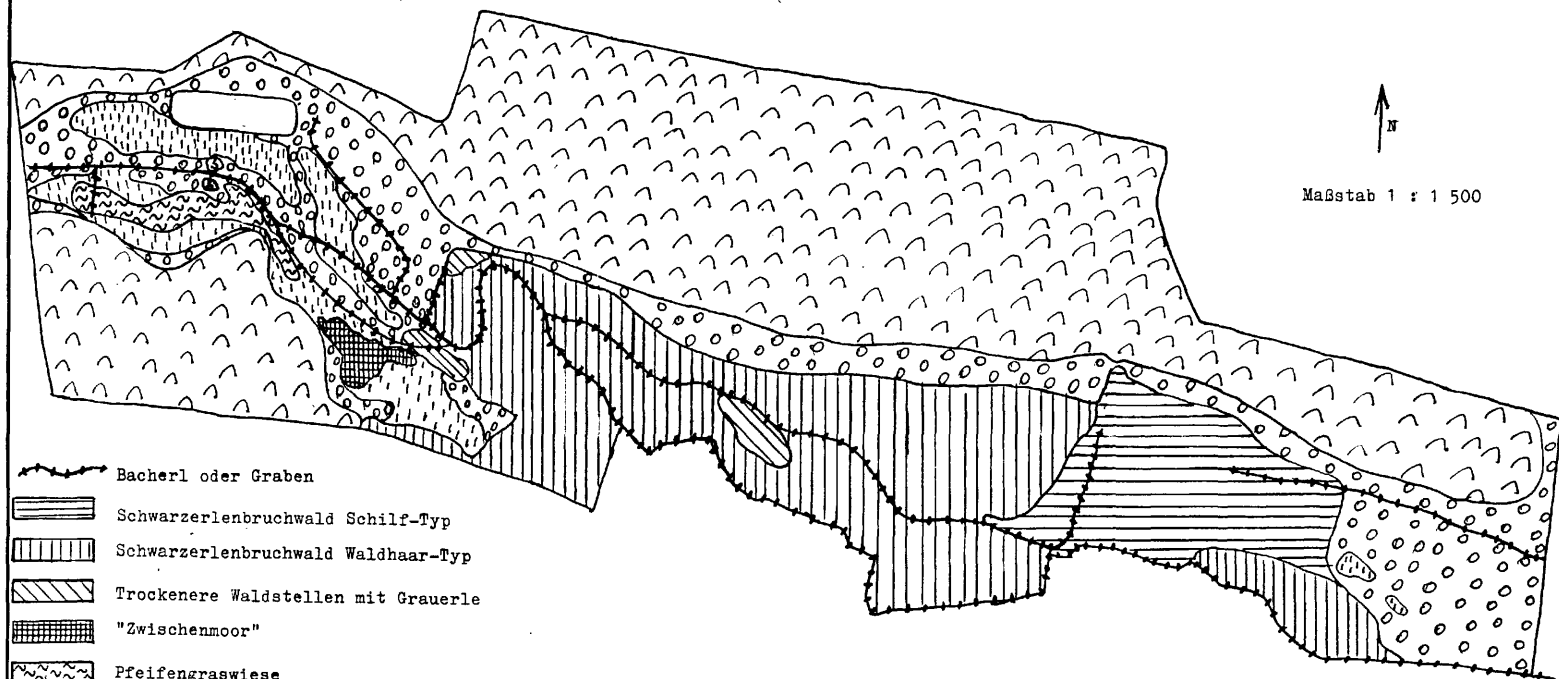 N
Maßstab 1 : 1 500
Bacherl oder Graben
Schwarzerlenbruchwald Schilf-Typ
Schwarzerlenbruchwald Waldhaar-Typ
Trockenere Waldstellen mit Grauerle
"Zwischenmoor"
Pfeifengraswiese